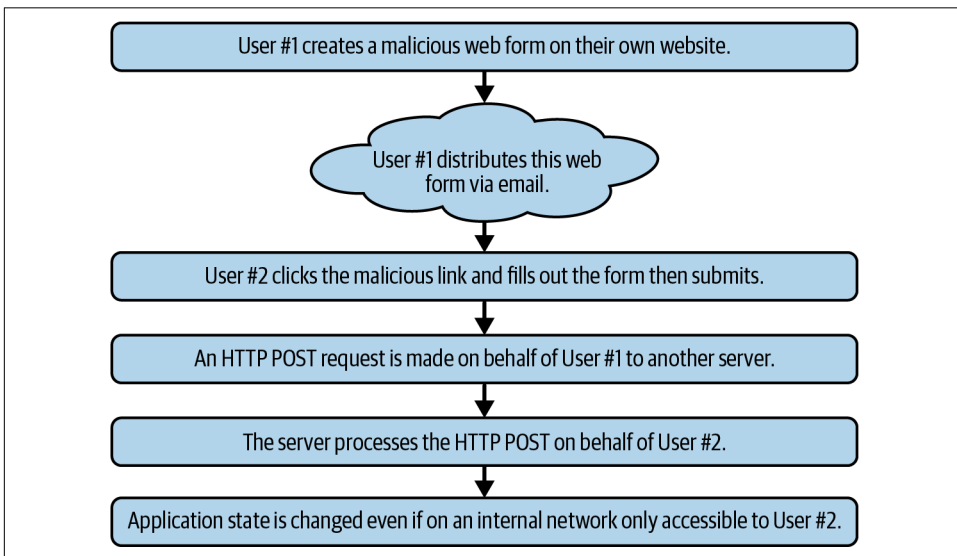 User #1 creates a malicious web form on their own website.
User #1 distributes this web
form via email.
User #2 clicks the malicious link and fills out the form then submits.
An HTTP POST request is made on behalf of User #1 to another server.
The server processes the HTTP POST on behalf of User #2.
Application state is changed even if on an internal network only accessible to User #2.